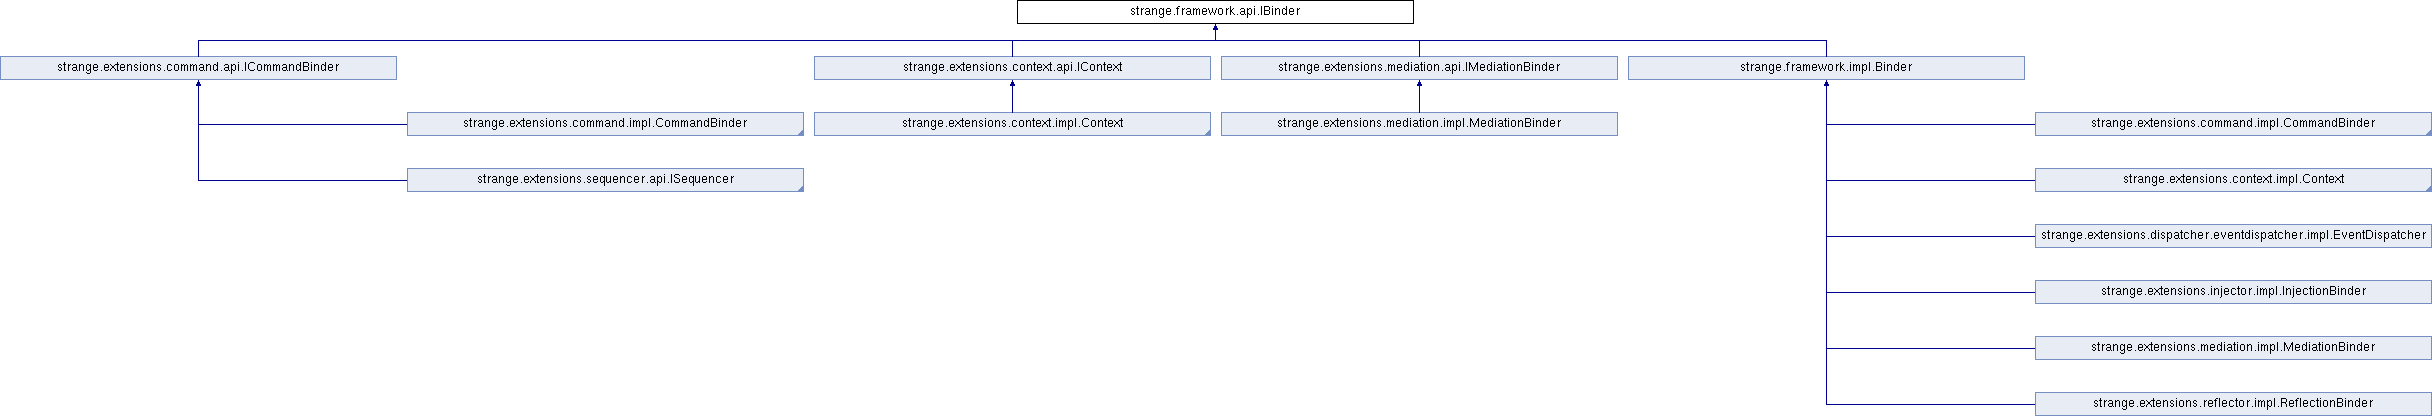 strange.framework.api.IBinder
strange.extensions.command.api.ICommandBinder
strange.extensions.context.api.IContext
strange.extensions.mediation.api.IMediationBinder
strange.framework.impl.Binder
strange.extensions.command.impl.CommandBinder
strange.extensions.context.impl.Context
strange.extensions.mediation.impl.MediationBinder
strange.extensions.command.impl.CommandBinder
strange.extensions.sequencer.api.ISequencer
strange.extensions.context.impl.Context
strange.extensions.dispatcher.eventdispatcher.impl.EventDispatcher
strange.extensions.injector.impl.InjectionBinder
strange.extensions.mediation.impl.MediationBinder
strange.extensions.reflector.impl.ReflectionBinder